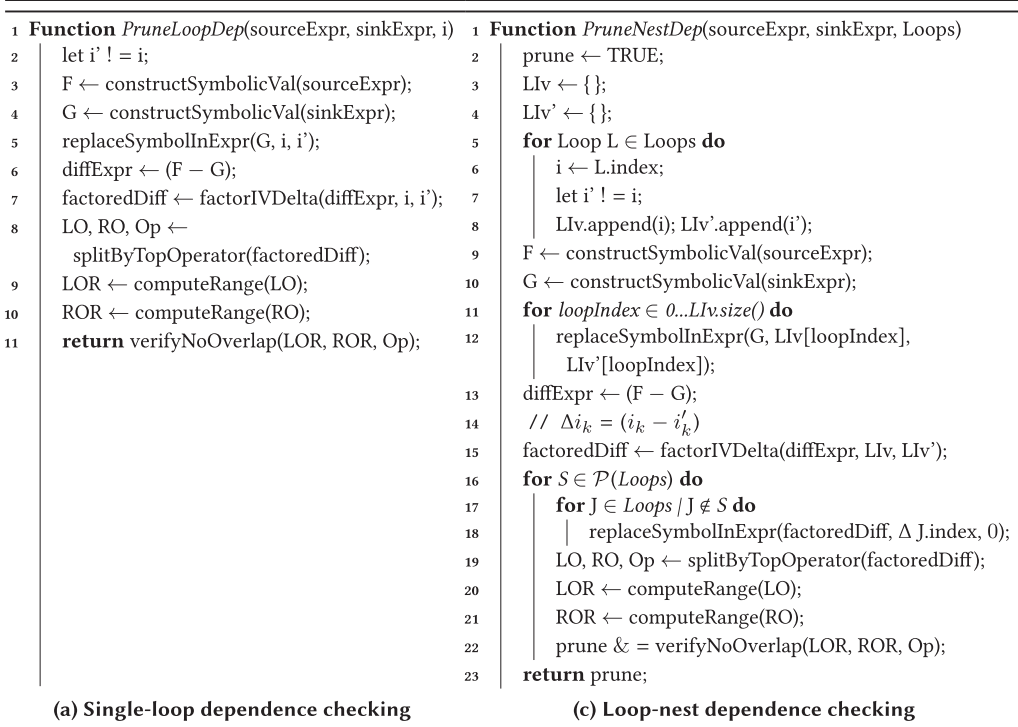 1 Function PruneLoopDep(sourceExpr, sinkExpr, i)
2 let i' ! = i;
3 F ← constructSymbolicVal(sourceExpr);
4 G ← constructSymbolicVal(sinkExpr);
5 replaceSymbolInExpr(G, i, i');
6 diffExpr ← (F − G);
7 factoredDiff ← factorIVDelta(diffExpr, i, i');
8 LO, RO, Op ←
splitByTopOperator(factoredDiff);
9 LOR ← computeRange(LO);
10 ROR ← computeRange(RO);
11 return verifyNoOverlap(LOR, ROR, Op);
(a) Single-loop dependence checking
1 Function PruneNestDep(sourceExpr, sinkExpr, Loops)
2 prune ← TRUE;
3 LIv ← { };
4 LIv' ← { };
5 for Loop L ∈ Loops do
6 i ← L.index;
7 let i' ! = i;
8 LIv.append(i); LIv'.append(i');
9 F ← constructSymbolicVal(sourceExpr);
10 G ← constructSymbolicVal(sinkExpr);
11 for loopIndex ∈ 0...LIv.size() do
12 replaceSymbolInExpr(G, LIv[loopIndex],
LIv'[loopIndex]);
13 diffExpr ← (F − G);
14 // Δi_k = (i_k − i'_k)
15 factoredDiff ← factorIVDelta(diffExpr, LIv, LIv');
16 for S ∈ 𝒫(Loops) do
17 for J ∈ Loops | J ∉ S do
18 replaceSymbolInExpr(factoredDiff, Δ J.index, 0);
19 LO, RO, Op ← splitByTopOperator(factoredDiff);
20 LOR ← computeRange(LO);
21 ROR ← computeRange(RO);
22 prune & = verifyNoOverlap(LOR, ROR, Op);
23 return prune;
(c) Loop-nest dependence checking